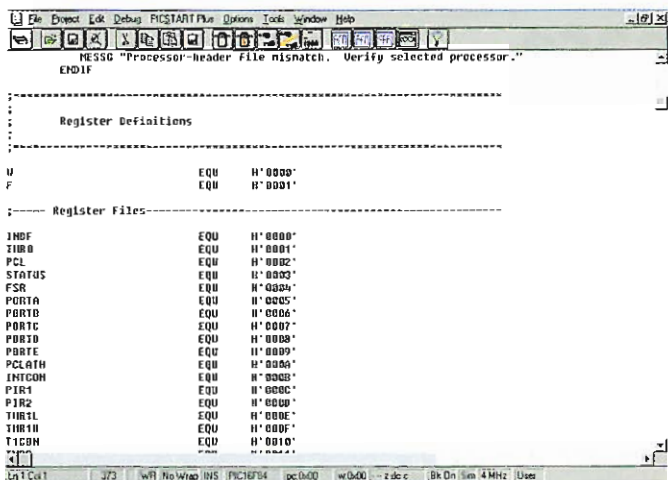 File Project Edit Debug PICSTART Plus Options Tools Window Help
MESSG "Processor-header file mismatch. Verify selected processor."
ENDIF
;==========================================================================
;
; Register Definitions
;
;==========================================================================
W EQU H'0000'
F EQU H'0001'
;----- Register Files------------------------------------------------------
INDF EQU H'0000'
TMR0 EQU H'0001'
PCL EQU H'0002'
STATUS EQU H'0003'
FSR EQU H'0004'
PORTA EQU H'0005'
PORTB EQU H'0006'
PORTC EQU H'0007'
PORTD EQU H'0008'
PORTE EQU H'0009'
PCLATH EQU H'000A'
INTCON EQU H'000B'
PIR1 EQU H'000C'
PIR2 EQU H'000D'
TMR1L EQU H'000E'
TMR1H EQU H'000F'
T1CON EQU H'0010'
Ln 1 Col 1 373 WR No Wrap INS PIC16F84 pc:0x00 w:0x00 -- z dc c Bk On Sim 4 MHz User